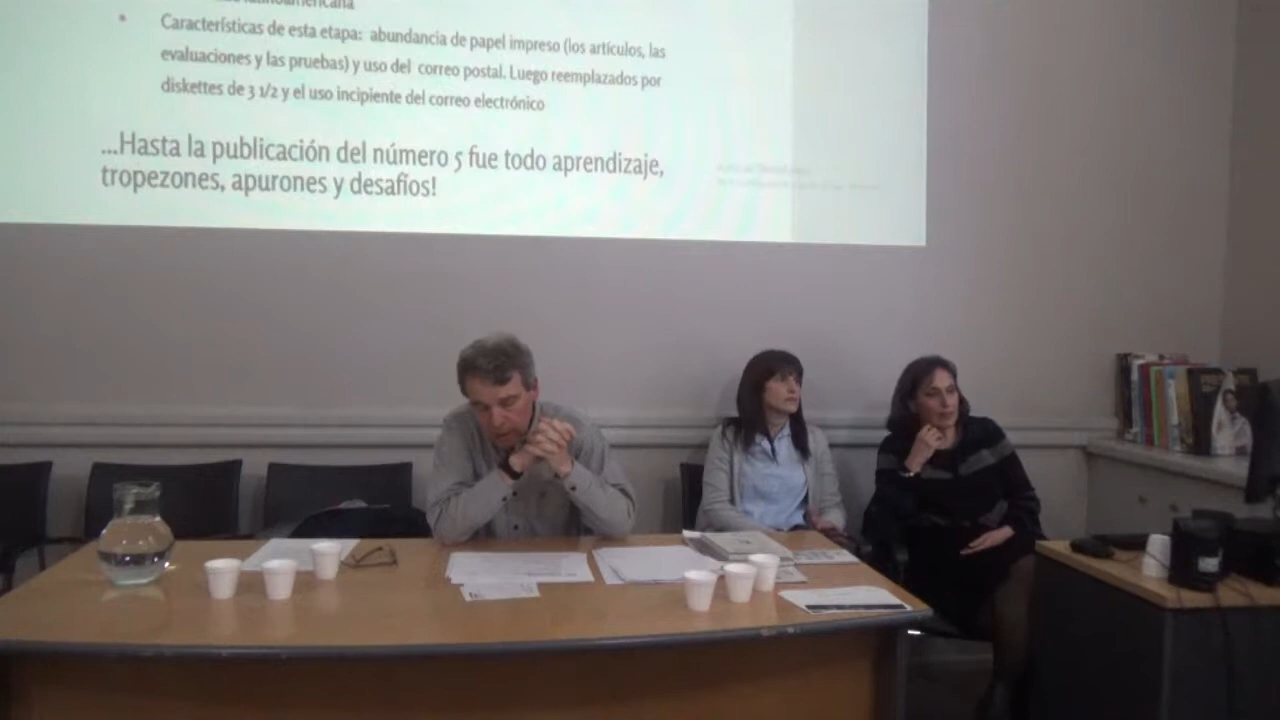 latinoamericana
• Características de esta etapa: abundancia de papel impreso (los artículos, las
evaluaciones y las pruebas) y uso del correo postal. Luego reemplazados por
diskettes de 3 1/2 y el uso incipiente del correo electrónico
...Hasta la publicación del número 5 fue todo aprendizaje,
tropezones, apurones y desafíos!